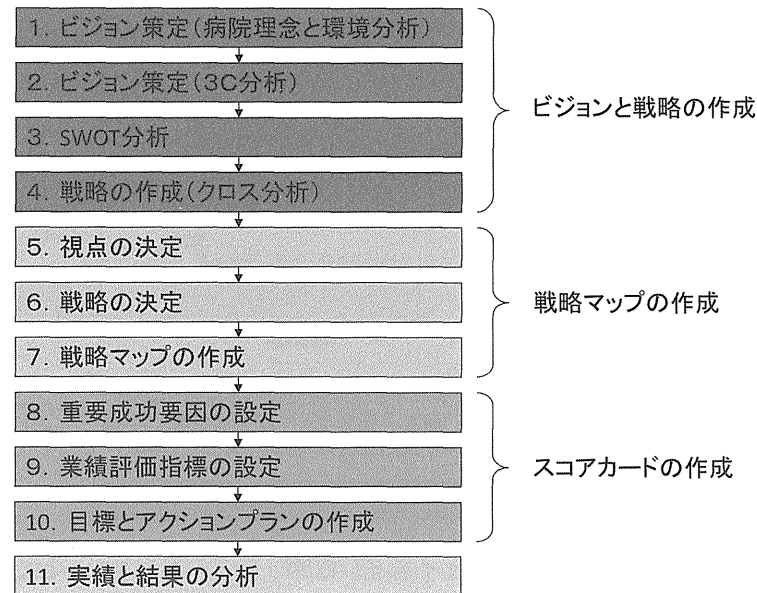 1. ビジョン策定(病院理念と環境分析)
2. ビジョン策定(3C分析)
3. SWOT分析
4. 戦略の作成(クロス分析)
ビジョンと戦略の作成
5. 視点の決定
6. 戦略の決定
7. 戦略マップの作成
戦略マップの作成
8. 重要成功要因の設定
9. 業績評価指標の設定
10. 目標とアクションプランの作成
スコアカードの作成
11. 実績と結果の分析